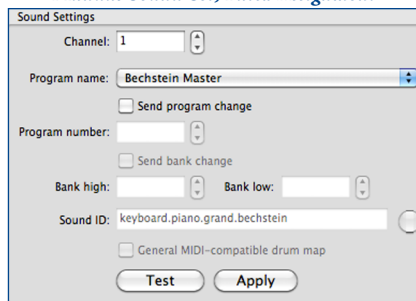 Sound Settings
Channel: 1
Program name: Bechstein Master
Send program change
Program number:
Send bank change
Bank high: Bank low:
Sound ID: keyboard.piano.grand.bechstein
General MIDI-compatible drum map
Test Apply